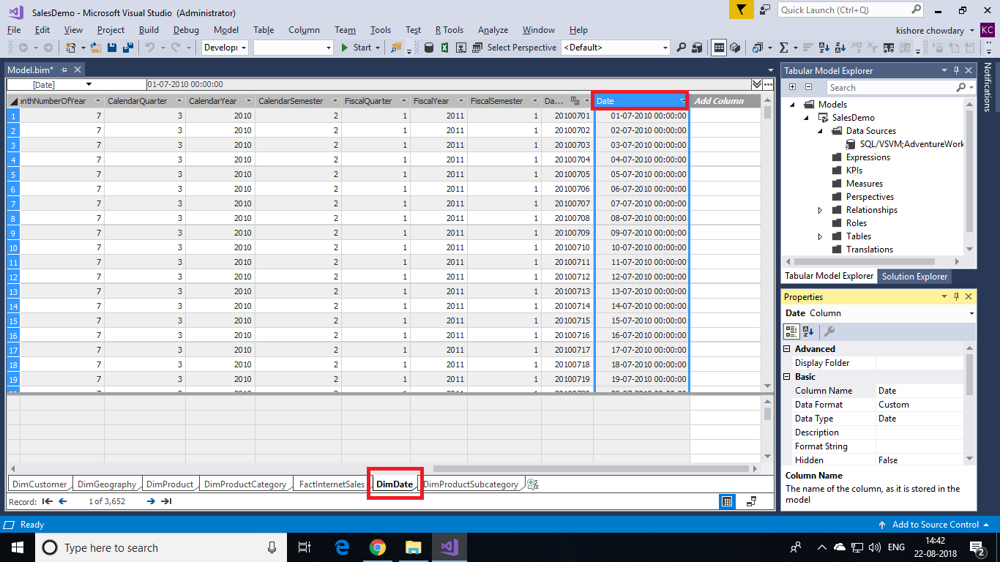 SalesDemo - Microsoft Visual Studio (Administrator)
Quick Launch (Ctrl+Q)
File Edit View Project Build Debug Model Table Column Team Tools Test R Tools Analyze Window Help
kishore chowdary KC
Developı Start Select Perspective <Default>
Model.bim*
[Date] 01-07-2010 00:00:00
onthNumberOfYear CalendarQuarter CalendarYear CalendarSemester FiscalQuarter FiscalYear FiscalSemester Da... Date Add Column
1 7 3 2010 2 1 2011 1 20100701 01-07-2010 00:00:00
2 7 3 2010 2 1 2011 1 20100702 02-07-2010 00:00:00
3 7 3 2010 2 1 2011 1 20100703 03-07-2010 00:00:00
4 7 3 2010 2 1 2011 1 20100704 04-07-2010 00:00:00
5 7 3 2010 2 1 2011 1 20100705 05-07-2010 00:00:00
6 7 3 2010 2 1 2011 1 20100706 06-07-2010 00:00:00
7 7 3 2010 2 1 2011 1 20100707 07-07-2010 00:00:00
8 7 3 2010 2 1 2011 1 20100708 08-07-2010 00:00:00
9 7 3 2010 2 1 2011 1 20100709 09-07-2010 00:00:00
10 7 3 2010 2 1 2011 1 20100710 10-07-2010 00:00:00
11 7 3 2010 2 1 2011 1 20100711 11-07-2010 00:00:00
12 7 3 2010 2 1 2011 1 20100712 12-07-2010 00:00:00
13 7 3 2010 2 1 2011 1 20100713 13-07-2010 00:00:00
14 7 3 2010 2 1 2011 1 20100714 14-07-2010 00:00:00
15 7 3 2010 2 1 2011 1 20100715 15-07-2010 00:00:00
16 7 3 2010 2 1 2011 1 20100716 16-07-2010 00:00:00
17 7 3 2010 2 1 2011 1 20100717 17-07-2010 00:00:00
18 7 3 2010 2 1 2011 1 20100718 18-07-2010 00:00:00
19 7 3 2010 2 1 2011 1 20100719 19-07-2010 00:00:00
DimCustomer DimGeography DimProduct DimProductCategory FactInternetSales DimDate DimProductSubcategory
Record: 1 of 3,652
Tabular Model Explorer
Search
Models
SalesDemo
Data Sources
SQL/VSVM;AdventureWork
Expressions
KPIs
Measures
Perspectives
Relationships
Roles
Tables
Translations
Tabular Model Explorer Solution Explorer
Notifications
Properties
Date Column
Advanced
Display Folder
Basic
Column Name Date
Data Format Custom
Data Type Date
Description
Format String
Hidden False
Column Name
The name of the column, as it is stored in the
model
Ready Add to Source Control
Type here to search
ENG
14:42
22-08-2018
2